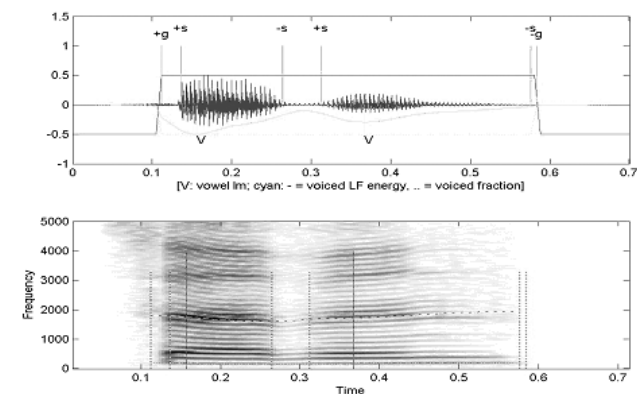 1.5
+g +s -s +s -s -g
1
0.5
0
-0.5
V V
-1
0 0.1 0.2 0.3 0.4 0.5 0.6 0.7
[V: vowel lm; cyan: - = voiced LF energy, .. = voiced fraction]
5000
4000
3000
2000
1000
0
Frequency
0.1 0.2 0.3 0.4 0.5 0.6 0.7
Time